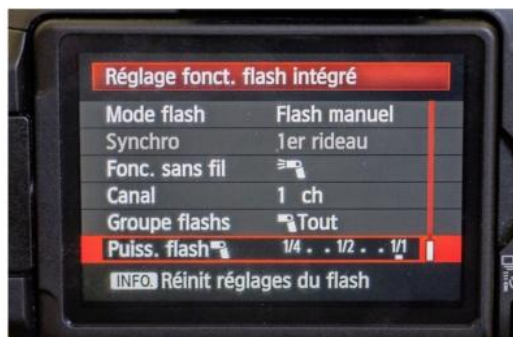 Réglage fonct. flash intégré
Mode flash Flash manuel
Synchro 1er rideau
Fonc. sans fil
Canal 1 ch
Groupe flashs Tout
Puiss. flash 1/4 . . 1/2 . . 1/1
INFO. Réinit réglages du flash